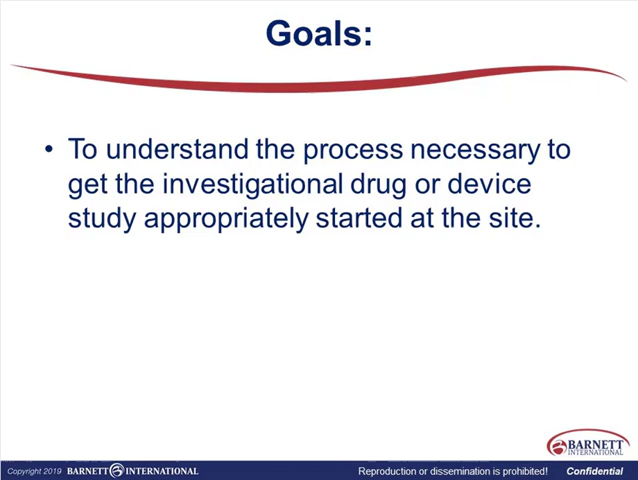 Goals:
• To understand the process necessary to
get the investigational drug or device
study appropriately started at the site.
BARNETT
INTERNATIONAL
Copyright 2019 BARNETT INTERNATIONAL Reproduction or dissemination is prohibited! Confidential